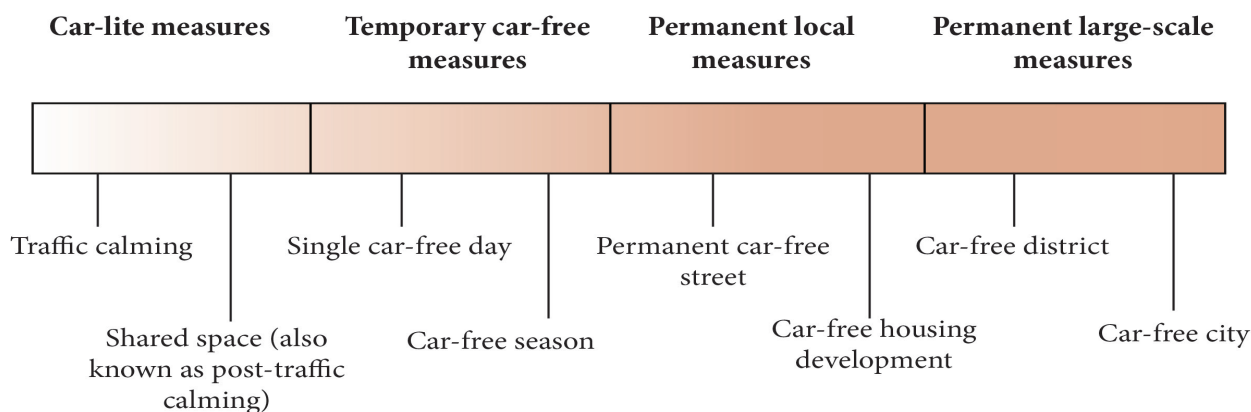 Car-lite measures
Temporary car-free
measures
Permanent local
measures
Permanent large-scale
measures
Traffic calming
Shared space (also
known as post-traffic
calming)
Single car-free day
Car-free season
Permanent car-free
street
Car-free housing
development
Car-free district
Car-free city